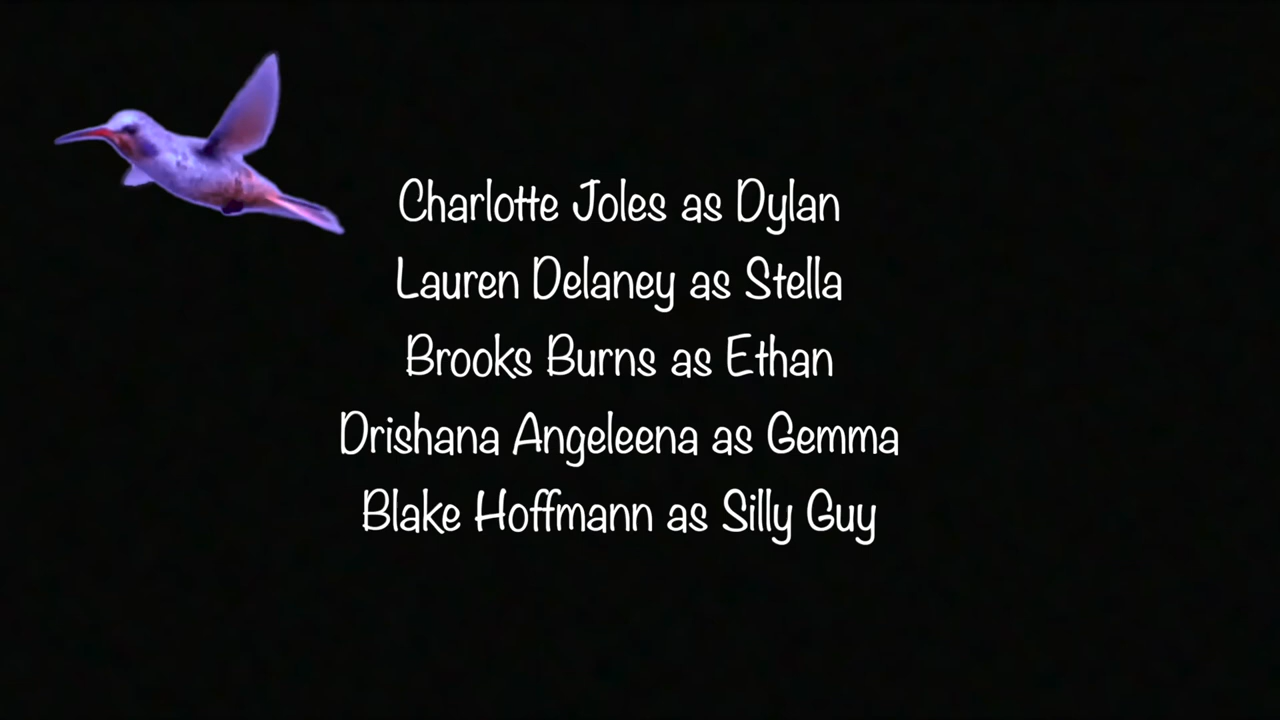 Charlotte Joles as Dylan
Lauren Delaney as Stella
Brooks Burns as Ethan
Drishana Angeleena as Gemma
Blake Hoffmann as Silly Guy